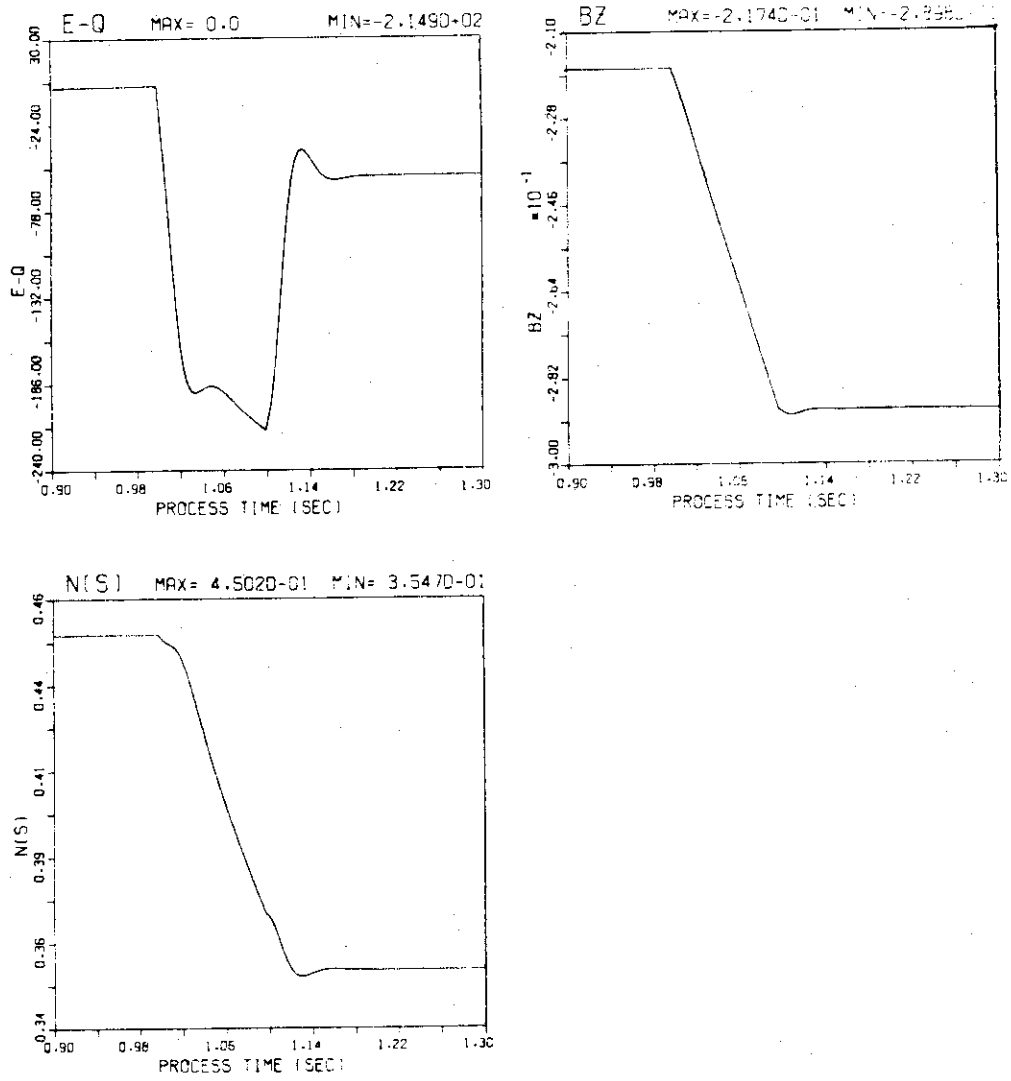 E-Q MAX= 0.0 MIN=-2.149D+02
30.00
-24.00
-78.00
-132.00
-186.00
-240.00
E-Q
0.90 0.98 1.06 1.14 1.22 1.30
PROCESS TIME (SEC)
BZ MAX=-2.174D-01
-2.10
-2.28
-2.46
-2.64
-2.82
-3.00
BZ
*10⁻¹
0.90 0.98 1.06 1.14 1.22 1.30
PROCESS TIME (SEC)
N(S) MAX= 4.502D-01 MIN= 3.547D-01
0.46
0.44
0.41
0.39
0.36
0.34
N(S)
0.90 0.98 1.06 1.14 1.22 1.30
PROCESS TIME (SEC)